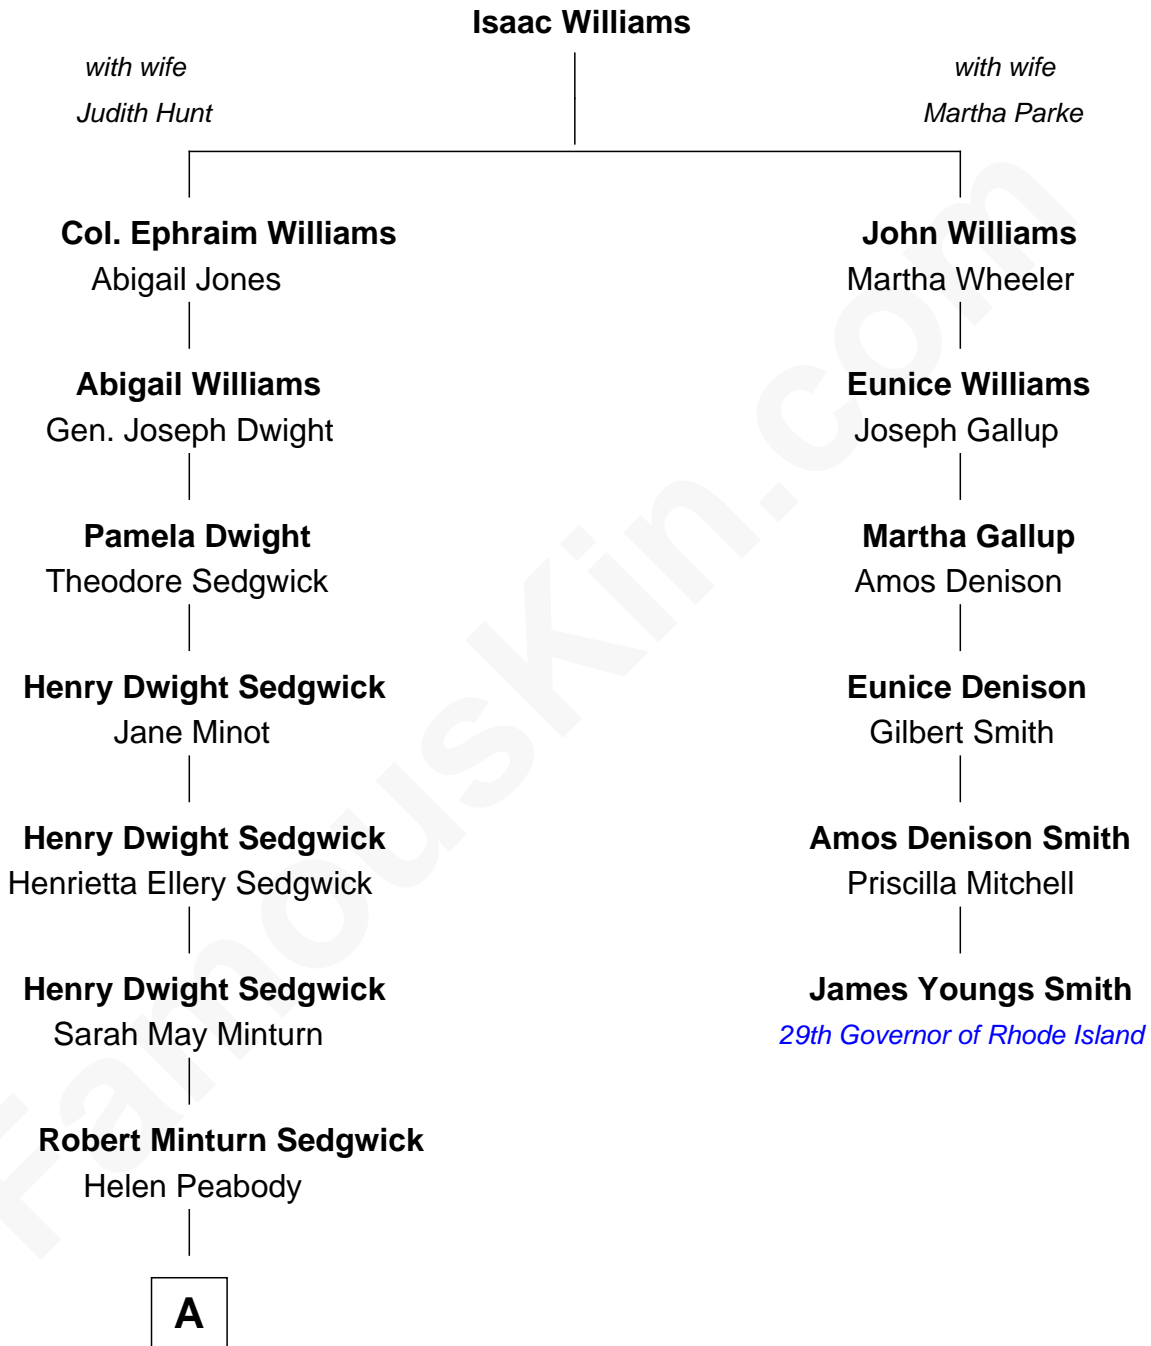 Isaac Williams
with wife
Judith Hunt
with wife
Martha Parke
Col. Ephraim Williams
Abigail Jones
John Williams
Martha Wheeler
Abigail Williams
Gen. Joseph Dwight
Eunice Williams
Joseph Gallup
Pamela Dwight
Theodore Sedgwick
Martha Gallup
Amos Denison
Henry Dwight Sedgwick
Jane Minot
Eunice Denison
Gilbert Smith
Henry Dwight Sedgwick
Henrietta Ellery Sedgwick
Amos Denison Smith
Priscilla Mitchell
Henry Dwight Sedgwick
Sarah May Minturn
James Youngs Smith
29th Governor of Rhode Island
Robert Minturn Sedgwick
Helen Peabody
A
FamousKin.com